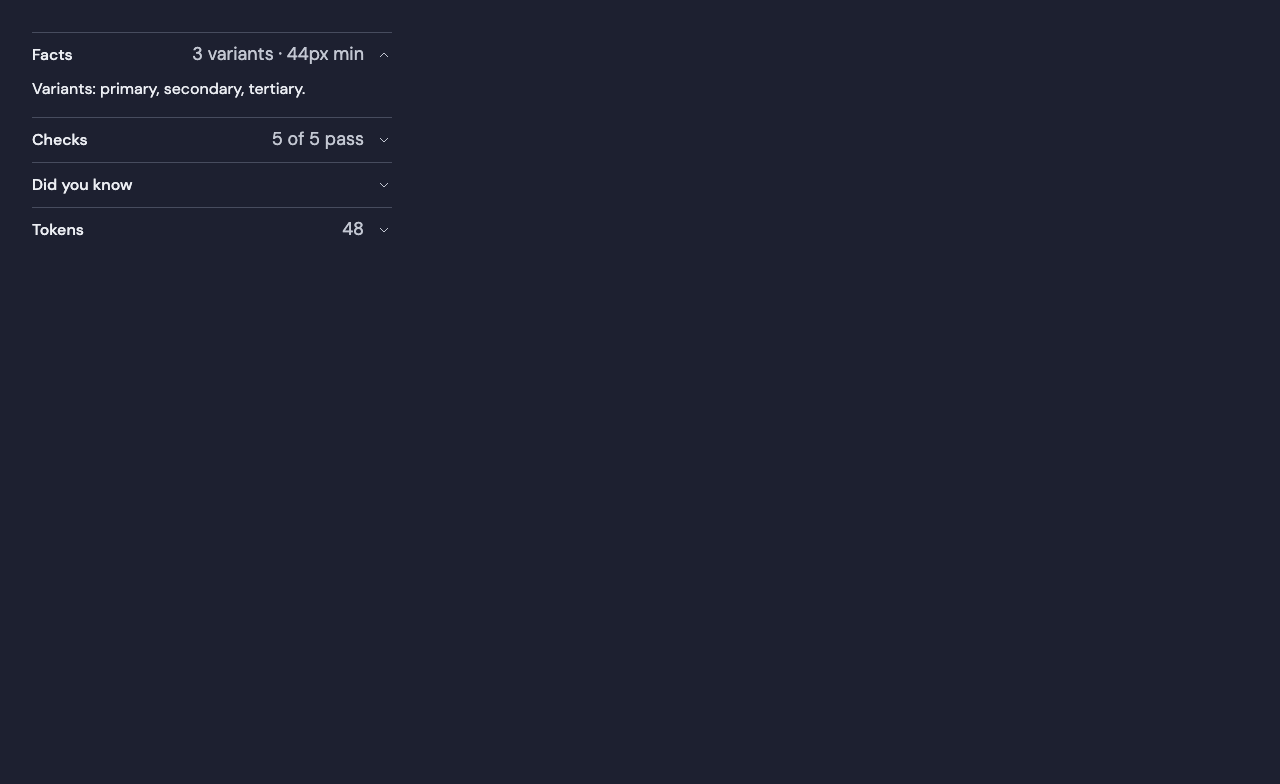 Facts 3 variants · 44px min
Variants: primary, secondary, tertiary.
Checks 5 of 5 pass
Did you know
Tokens 48